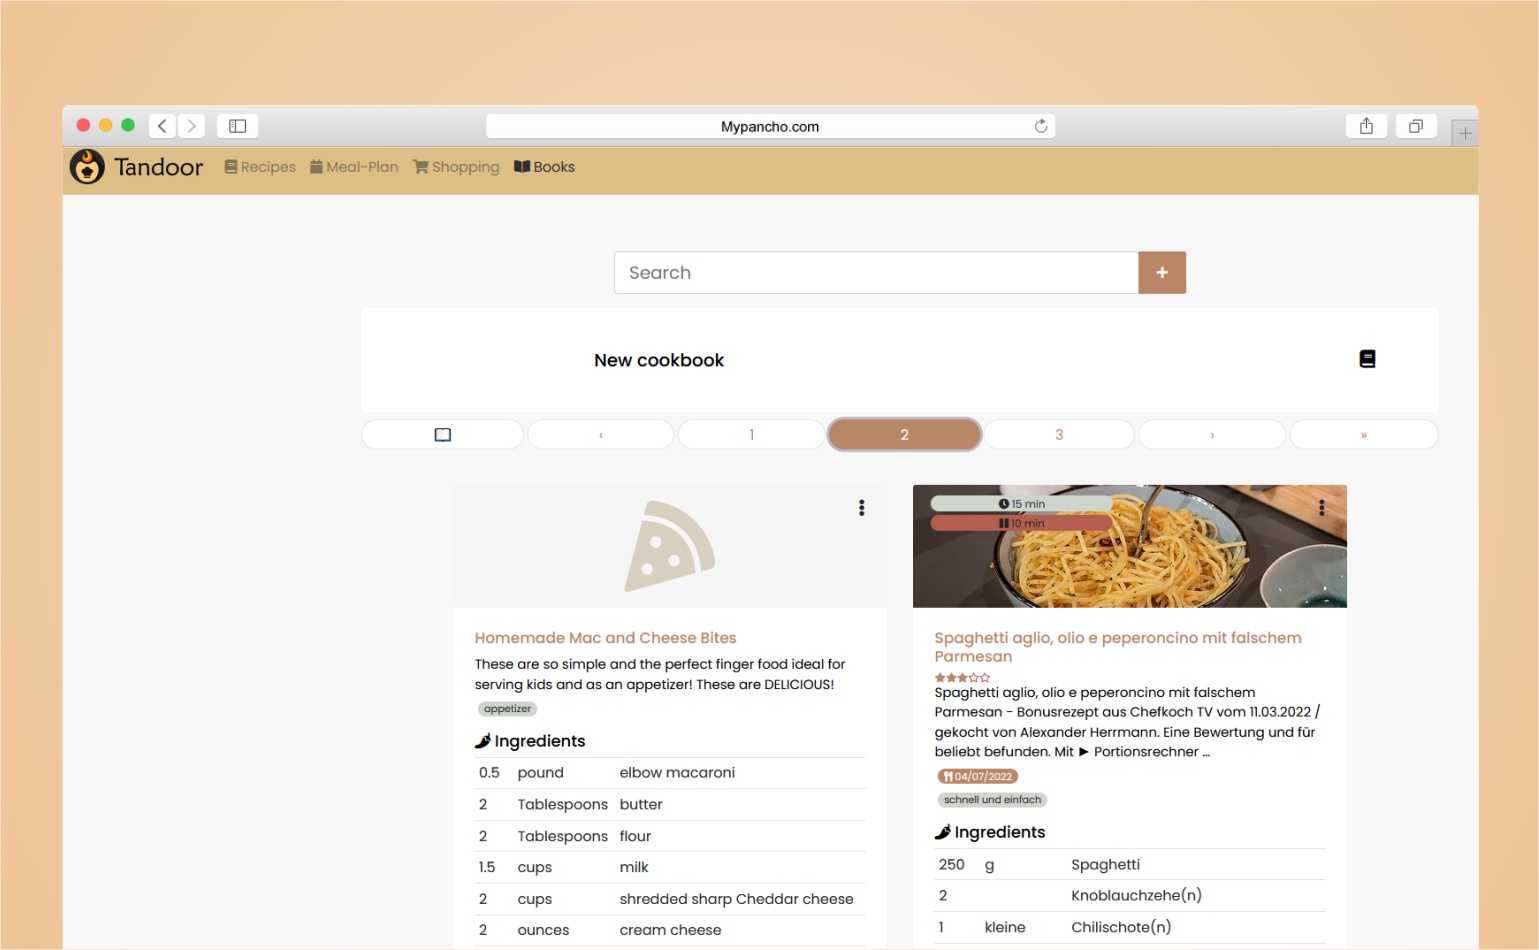 Mypancho.com
Tandoor Recipes Meal-Plan Shopping Books
Search +
New cookbook
‹ 1 2 3 › »
15 min
10 min
Homemade Mac and Cheese Bites
These are so simple and the perfect finger food ideal for
serving kids and as an appetizer! These are DELICIOUS!
appetizer
Ingredients
0.5 pound elbow macaroni
2 Tablespoons butter
2 Tablespoons flour
1.5 cups milk
2 cups shredded sharp Cheddar cheese
2 ounces cream cheese
Spaghetti aglio, olio e peperoncino mit falschem
Parmesan
Spaghetti aglio, olio e peperoncino mit falschem
Parmesan - Bonusrezept aus Chefkoch TV vom 11.03.2022 /
gekocht von Alexander Herrmann. Eine Bewertung und für
beliebt befunden. Mit ► Portionsrechner ...
04/07/2022
schnell und einfach
Ingredients
250 g Spaghetti
2 Knoblauchzehe(n)
1 kleine Chilischote(n)